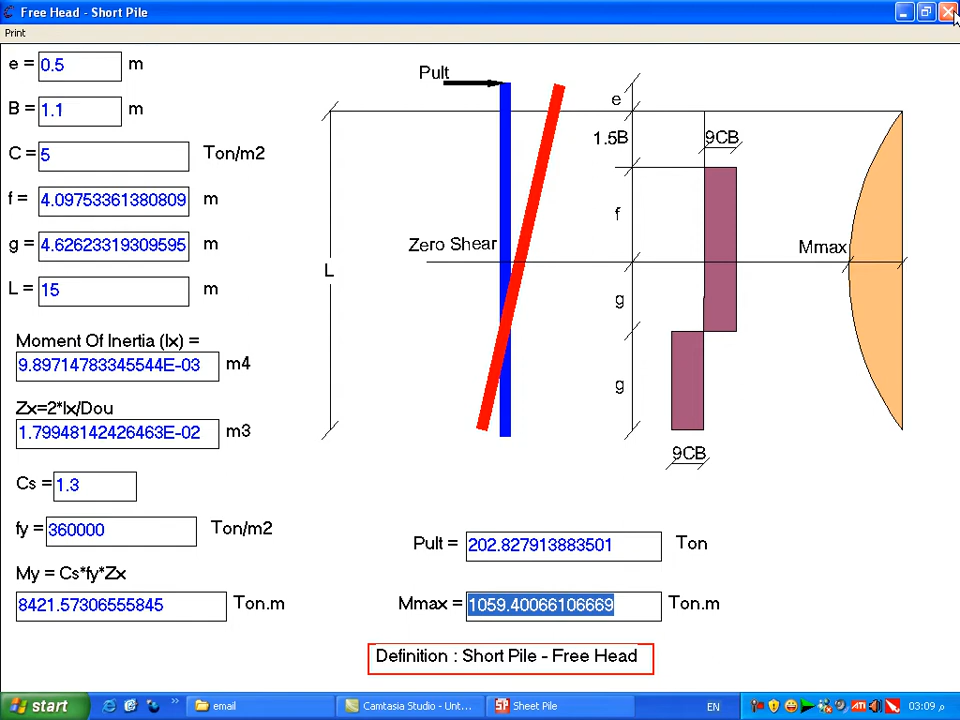 Free Head - Short Pile
Print
e = 0.5 m
B = 1.1 m
C = 5 Ton/m2
f = 4.09753361380809 m
g = 4.62623319309595 m
L = 15 m
Moment Of Inertia (Ix) =
9.89714783345544E-03 m4
Zx=2*Ix/Dou
1.79948142426463E-02 m3
Cs = 1.3
fy = 360000 Ton/m2
My = Cs*fy*Zx
8421.57306555845 Ton.m
Pult
e
1.5B
9CB
f
Zero Shear
Mmax
L
g
g
9CB
Pult = 202.827913883501 Ton
Mmax = 1059.40066106669 Ton.m
Definition : Short Pile - Free Head
start
email
Camtasia Studio - Unt...
Sheet Pile
EN
03:09 م